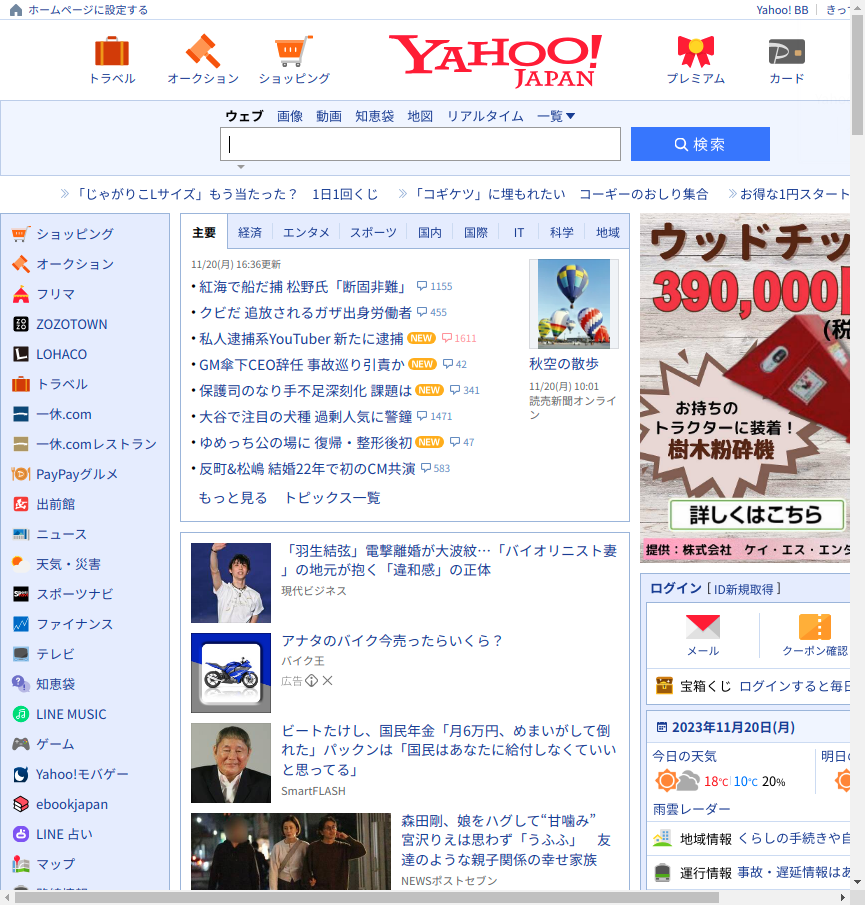 ホームページに設定する
Yahoo! BB
きっ
トラベル
オークション
ショッピング
YAHOO!
JAPAN
プレミアム
カード
ウェブ 画像 動画 知恵袋 地図 リアルタイム 一覧▼
検索
「じゃがりこLサイズ」もう当たった？ 1日1回くじ
「コギケツ」に埋もれたい コーギーのおしり集合
お得な1円スタート
ショッピング
オークション
フリマ
ZOZOTOWN
LOHACO
トラベル
一休.com
一休.comレストラン
PayPayグルメ
出前館
ニュース
天気・災害
スポーツナビ
ファイナンス
テレビ
知恵袋
LINE MUSIC
ゲーム
Yahoo!モバゲー
ebookjapan
LINE 占い
マップ
主要 経済 エンタメ スポーツ 国内 国際 IT 科学 地域
11/20(月) 16:36更新
・紅海で船だ捕 松野氏「断固非難」 1155
・クビだ 追放されるガザ出身労働者 455
・私人逮捕系YouTuber 新たに逮捕 NEW 1611
・GM傘下CEO辞任 事故巡り引責か NEW 42
・保護司のなり手不足深刻化 課題は NEW 341
・大谷で注目の犬種 過剰人気に警鐘 1471
・ゆめっち公の場に 復帰・整形後初 NEW 47
・反町&松嶋 結婚22年で初のCM共演 583
もっと見る トピックス一覧
秋空の散歩
11/20(月) 10:01
読売新聞オンライ
ン
「羽生結弦」電撃離婚が大波紋…「バイオリニスト妻
」の地元が抱く「違和感」の正体
現代ビジネス
アナタのバイク今売ったらいくら？
バイク王
広告
ビートたけし、国民年金「月6万円、めまいがして倒
れた」パックンは「国民はあなたに給付しなくていい
と思ってる」
SmartFLASH
森田剛、娘をハグして“甘噛み”
宮沢りえは思わず「うふふ」 友
達のような親子関係の幸せ家族
NEWSポストセブン
ウッドチッ
390,000
(税
お持ちの
トラクターに装着！
樹木粉砕機
詳しくはこちら
提供：株式会社 ケイ・エス・エンタ
ログイン [ ID新規取得 ]
メール
クーポン確認
宝箱くじ ログインすると毎日
2023年11月20日(月)
今日の天気
明日の
18℃ 10℃ 20%
雨雲レーダー
地域情報 くらしの手続きや自
運行情報 事故・遅延情報はあ